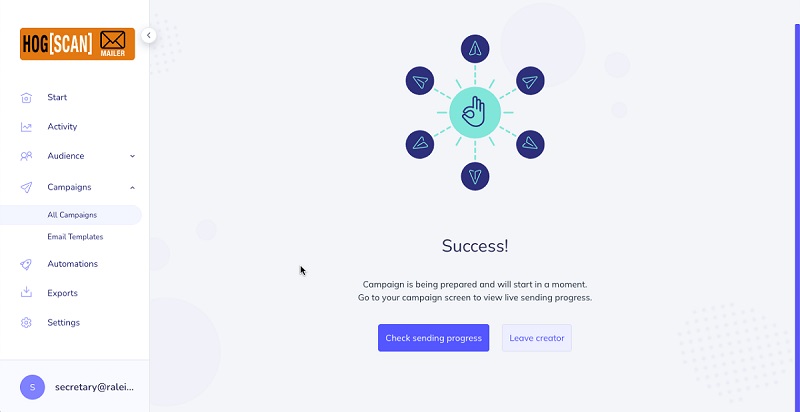 HOG[SCAN] MAILER
Start
Activity
Audience
Campaigns
All Campaigns
Email Templates
Automations
Exports
Settings
S
secretary@ralei...
Success!
Campaign is being prepared and will start in a moment.
Go to your campaign screen to view live sending progress.
Check sending progress
Leave creator